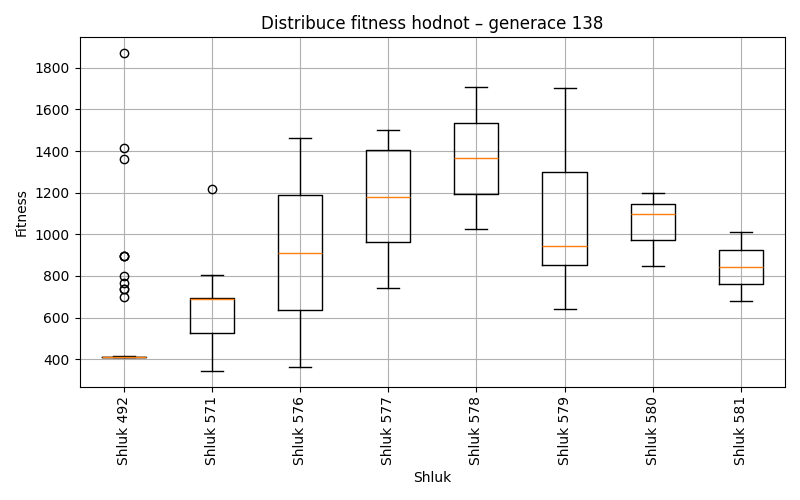 Distribuce fitness hodnot – generace 138
Fitness
1800
1600
1400
1200
1000
800
600
400
Shluk 492
Shluk 571
Shluk 576
Shluk 577
Shluk 578
Shluk 579
Shluk 580
Shluk 581
Shluk